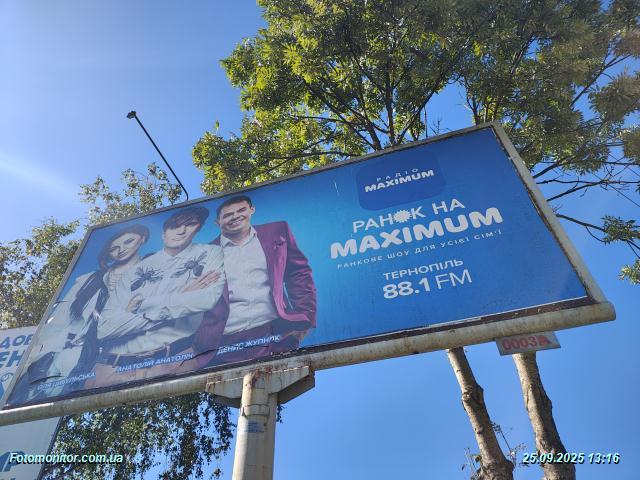 РАДІО
MAXIMUM
РАНОК НА
MAXIMUM
РАНКОВЕ ШОУ ДЛЯ УСІЄЇ СІМ'Ї
ТЕРНОПІЛЬ
88.1 FM
АНАТОЛІЙ АНАТОЛІЧ
ДЕНИС ЖУПНИК
0003A
Fotomonitor.com.ua
25.09.2025 13:16